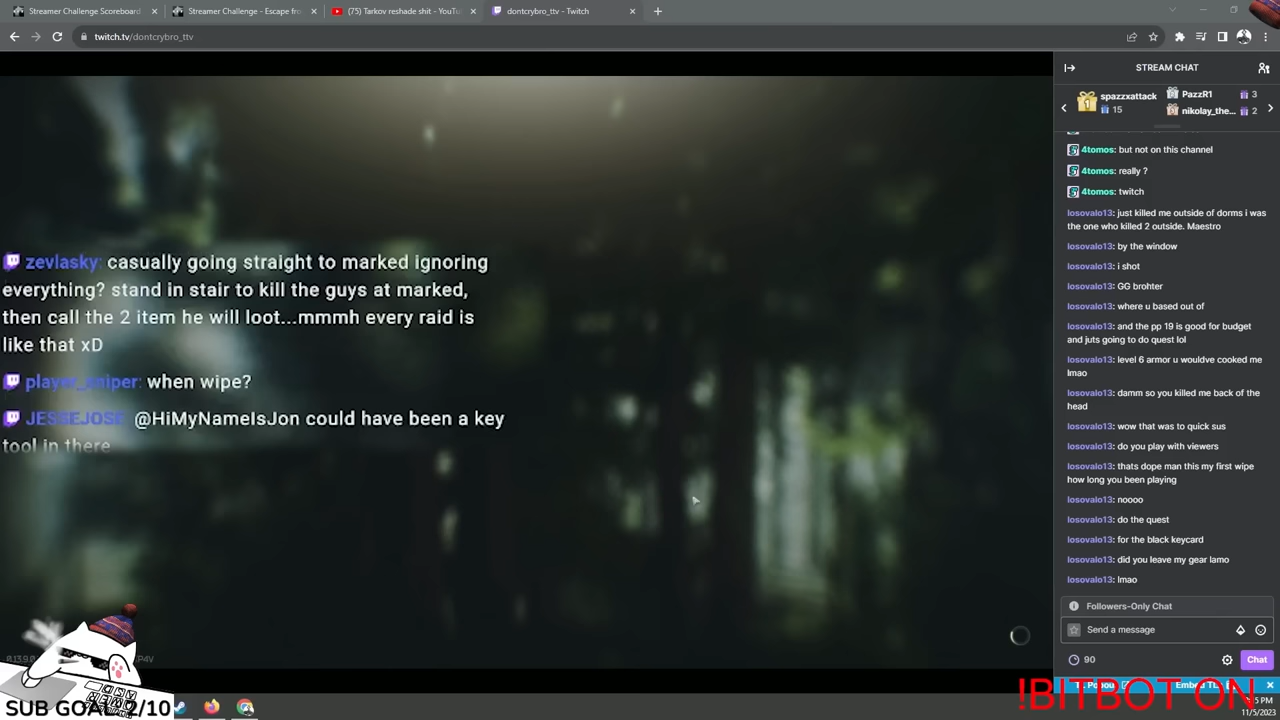 Streamer Challenge Scoreboard
Streamer Challenge - Escape fro
(75) Tarkov reshade shit - YouTu
dontcrybro_ttv - Twitch
twitch.tv/dontcrybro_ttv
STREAM CHAT
spazzxattack
15
PazzR1
3
nikolay_the...
2
4tomos: but not on this channel
4tomos: really ?
4tomos: twitch
losovalo13: just killed me outside of dorms i was
the one who killed 2 outside. Maestro
losovalo13: by the window
losovalo13: i shot
losovalo13: GG brohter
losovalo13: where u based out of
losovalo13: and the pp 19 is good for budget
and juts going to do quest lol
losovalo13: level 6 armor u wouldve cooked me
lmao
losovalo13: damm so you killed me back of the
head
losovalo13: wow that was to quick sus
losovalo13: do you play with viewers
losovalo13: thats dope man this my first wipe
how long you been playing
losovalo13: noooo
losovalo13: do the quest
losovalo13: for the black keycard
losovalo13: did you leave my gear lamo
losovalo13: lmao
Followers-Only Chat
Send a message
90
Chat
zevlasky: casually going straight to marked ignoring
everything? stand in stair to kill the guys at marked,
then call the 2 item he will loot...mmmh every raid is
like that xD
player_sniper: when wipe?
JESSEJOSE: @HiMyNameIsJon could have been a key
tool in there
SUB GOAL 2/10
!BITBOT ON
11/5/2023